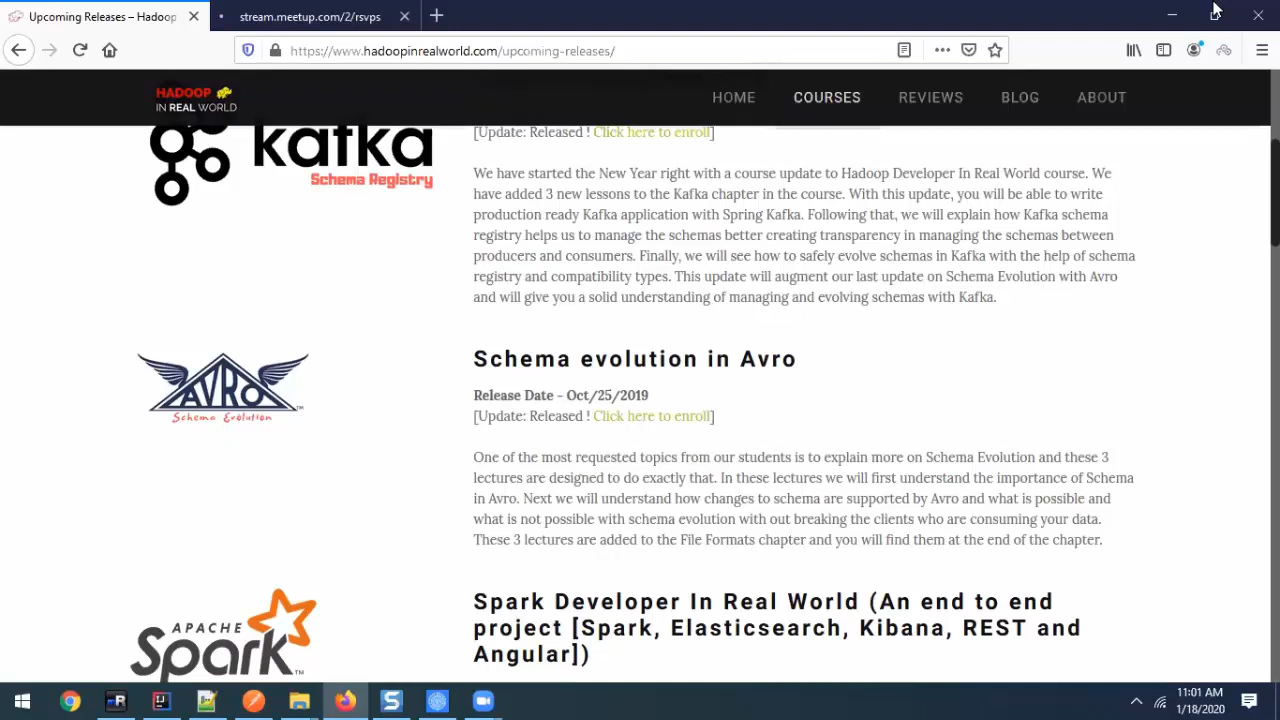 Upcoming Releases – Hadoop
stream.meetup.com/2/rsvps
https://www.hadoopinrealworld.com/upcoming-releases/
HADOOP
IN REAL WORLD
HOME
COURSES
REVIEWS
BLOG
ABOUT
kafka
Schema Registry
[Update: Released ! Click here to enroll]
We have started the New Year right with a course update to Hadoop Developer In Real World course. We
have added 3 new lessons to the Kafka chapter in the course. With this update, you will be able to write
production ready Kafka application with Spring Kafka. Following that, we will explain how Kafka schema
registry helps us to manage the schemas better creating transparency in managing the schemas between
producers and consumers. Finally, we will see how to safely evolve schemas in Kafka with the help of schema
registry and compatibility types. This update will augment our last update on Schema Evolution with Avro
and will give you a solid understanding of managing and evolving schemas with Kafka.
AVRO
TM
Schema Evolution
Schema evolution in Avro
Release Date - Oct/25/2019
[Update: Released ! Click here to enroll]
One of the most requested topics from our students is to explain more on Schema Evolution and these 3
lectures are designed to do exactly that. In these lectures we will first understand the importance of Schema
in Avro. Next we will understand how changes to schema are supported by Avro and what is possible and
what is not possible with schema evolution with out breaking the clients who are consuming your data.
These 3 lectures are added to the File Formats chapter and you will find them at the end of the chapter.
APACHE
Spark
TM
Spark Developer In Real World (An end to end
project [Spark, Elasticsearch, Kibana, REST and
Angular])
11:01 AM
1/18/2020